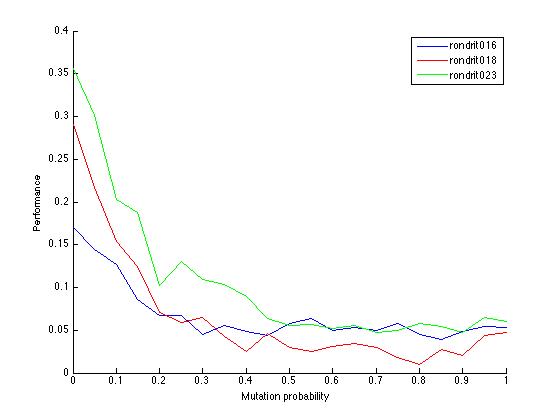 0.4
0.35
0.3
0.25
0.2
0.15
0.1
0.05
0
Performance
rondrit016
rondrit018
rondrit023
0 0.1 0.2 0.3 0.4 0.5 0.6 0.7 0.8 0.9 1
Mutation probability